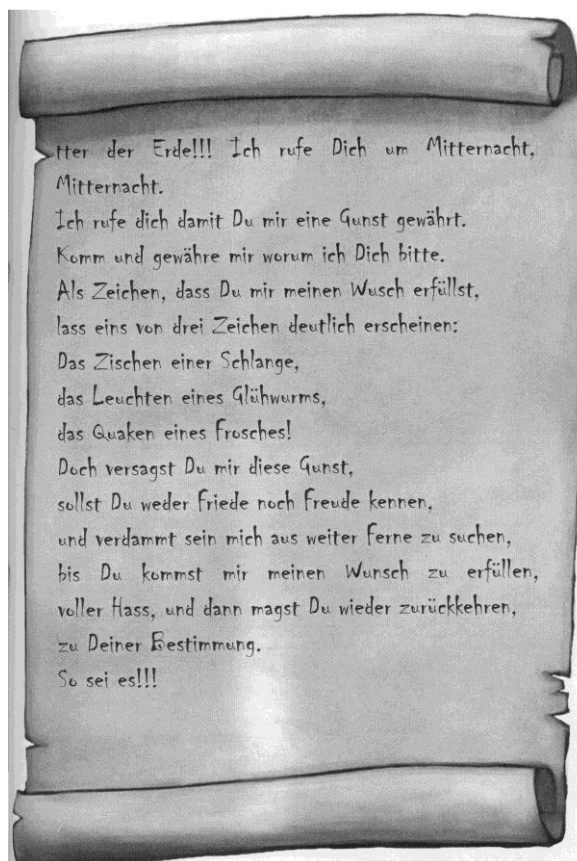 tter der Erde!!! Ich rufe Dich um Mitternacht,
Mitternacht.
Ich rufe dich damit Du mir eine Gunst gewährt.
Komm und gewähre mir worum ich Dich bitte.
Als Zeichen, dass Du mir meinen Wusch erfüllst,
lass eins von drei Zeichen deutlich erscheinen:
Das Zischen einer Schlange,
das Leuchten eines Glühwurms,
das Quaken eines Frosches!
Doch versagst Du mir diese Gunst,
sollst Du weder Friede noch Freude kennen,
und verdammt sein mich aus weiter Ferne zu suchen,
bis Du kommst mir meinen Wunsch zu erfüllen,
voller Hass, und dann magst Du wieder zurückkehren,
zu Deiner Bestimmung.
So sei es!!!